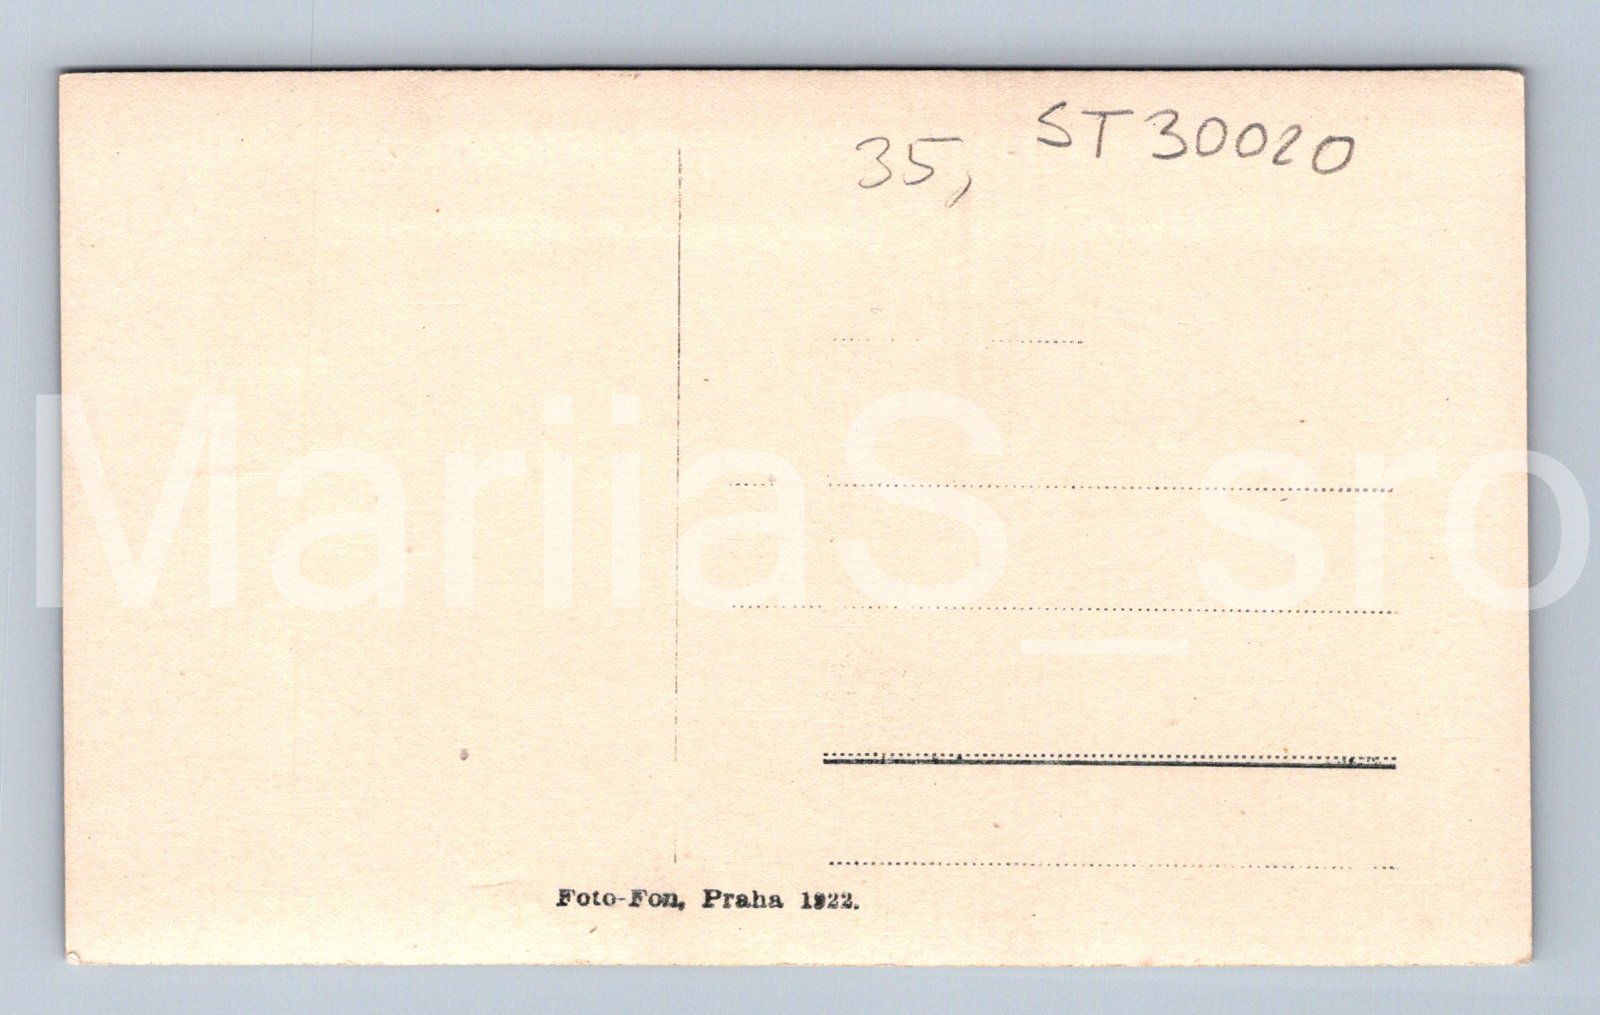 35, ST30020
MariiaS_sro
Foto-Fon, Praha 1922.